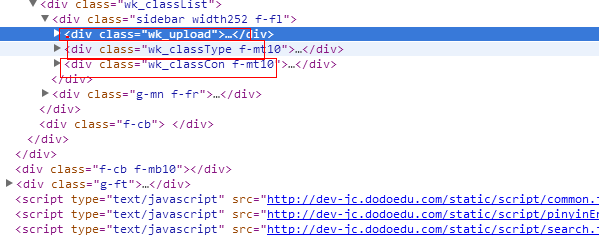 ▼<div class="wk_classList">
▼<div class="sidebar width252 f-fl">
▶<div class="wk_upload">…</div>
▶<div class="wk_classType f-mt10">…</div>
▶<div class="wk_classCon f-mt10">…</div>
</div>
▶<div class="g-mn f-fr">…</div>
</div>
<div class="f-cb"> </div>
</div>
</div>
<div class="f-cb f-mb10"></div>
▶<div class="g-ft">…</div>
<script type="text/javascript" src="http://dev-jc.dodoedu.com/static/script/common.
<script type="text/javascript" src="http://dev-jc.dodoedu.com/static/script/pinyinEn
<script type="text/javascript" src="http://dev-jc.dodoedu.com/static/script/search.